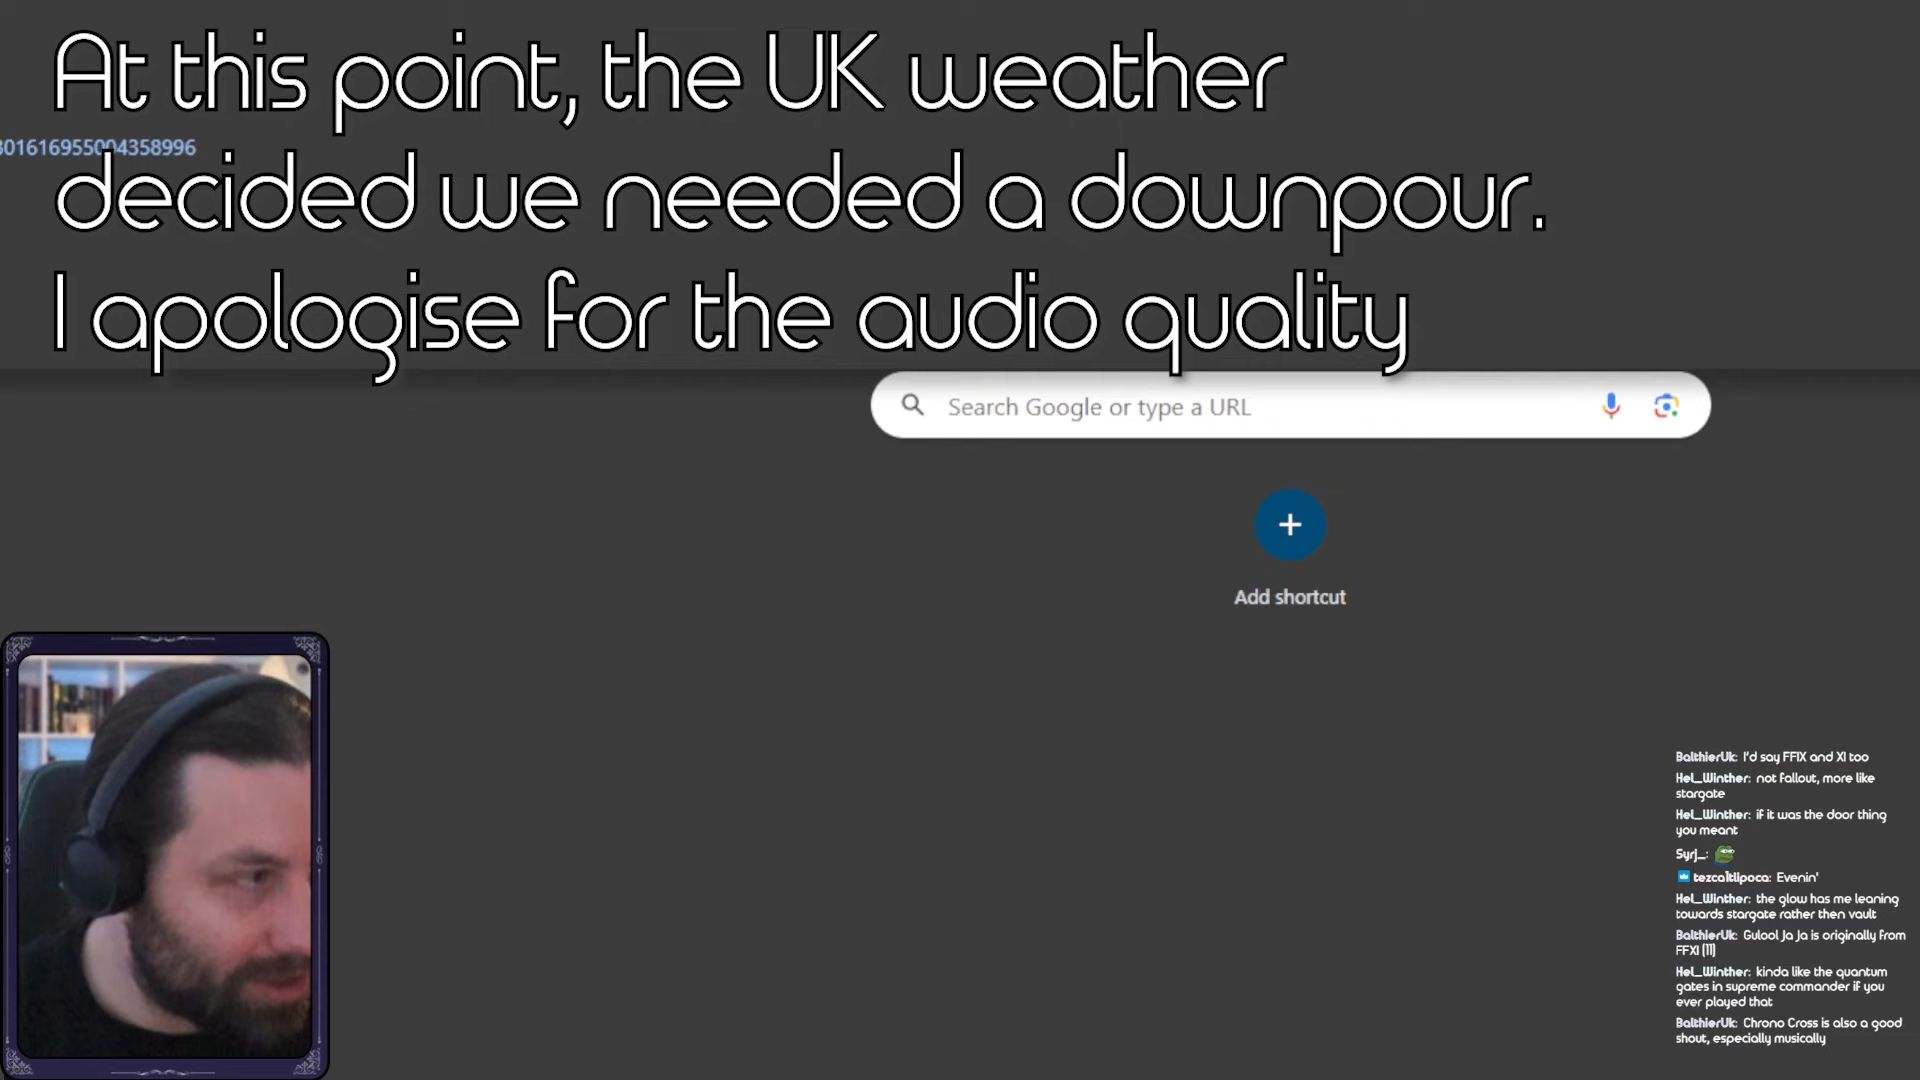 At this point, the UK weather
301616955004358996
decided we needed a downpour.
I apologise for the audio quality
Search Google or type a URL
Add shortcut
BalthierUk: I'd say FFIX and XI too
Hel_Winther: not fallout, more like
stargate
Hel_Winther: if it was the door thing
you meant
Syrj_:
tezcaltlipoca: Evenin'
Hel_Winther: the glow has me leaning
towards stargate rather then vault
BalthierUk: Gulool Ja Ja is originally from
FFXI (11)
Hel_Winther: kinda like the quantum
gates in supreme commander if you
ever played that
BalthierUk: Chrono Cross is also a good
shout, especially musically